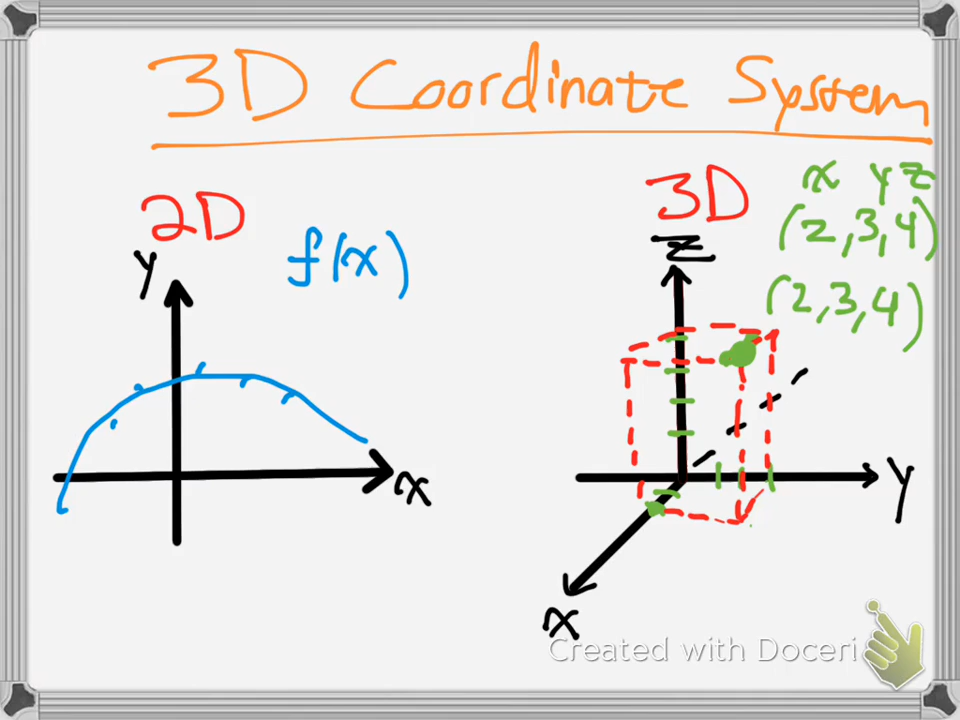 3D Coordinate System
2D
f(x)
y
x
3D
x y z
(2,3,4)
(2,3,4)
z
y
x
Created with Doceri